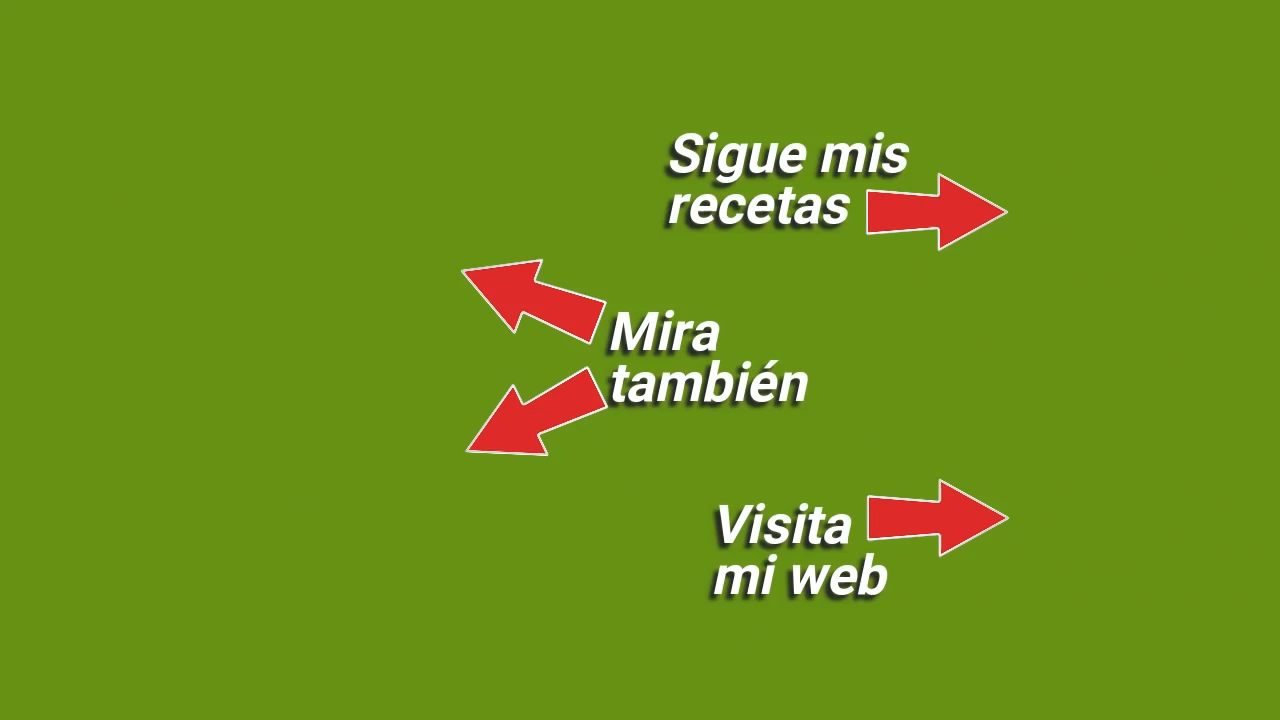 Sigue mis
recetas
Mira
también
Visita
mi web